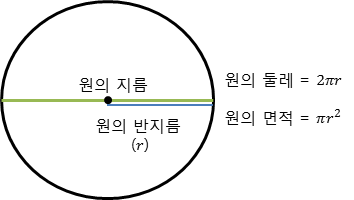 원의 지름
원의 반지름
(r)
원의 둘레 = 2πr
원의 면적 = πr²